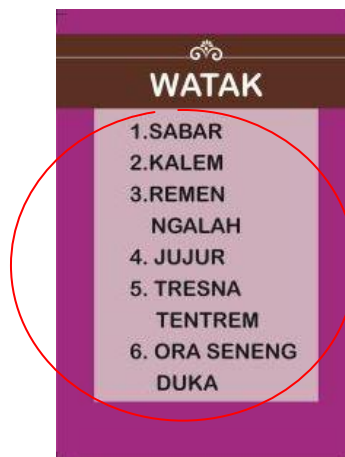 WATAK
1.SABAR
2.KALEM
3.REMEN
NGALAH
4. JUJUR
5. TRESNA
TENTREM
6. ORA SENENG
DUKA